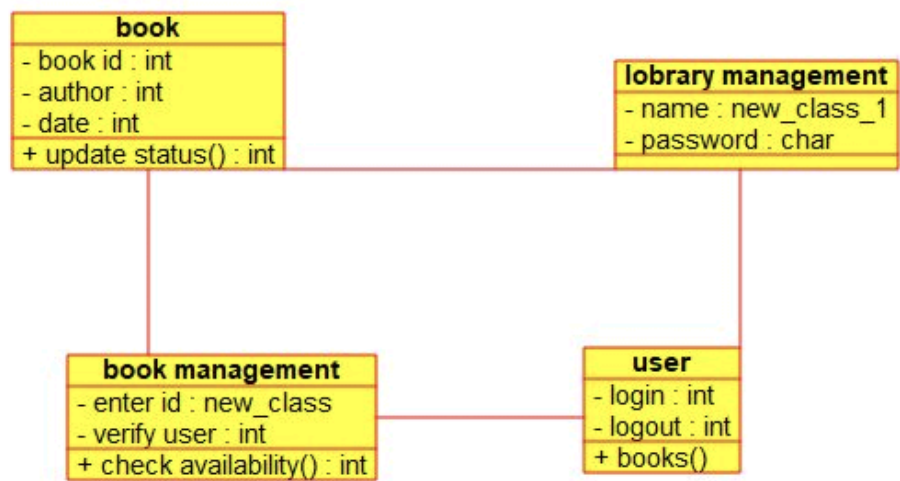 book
- book id : int
- author : int
- date : int
+ update status() : int
lobrary management
- name : new_class_1
- password : char
book management
- enter id : new_class
- verify user : int
+ check availability() : int
user
- login : int
- logout : int
+ books()